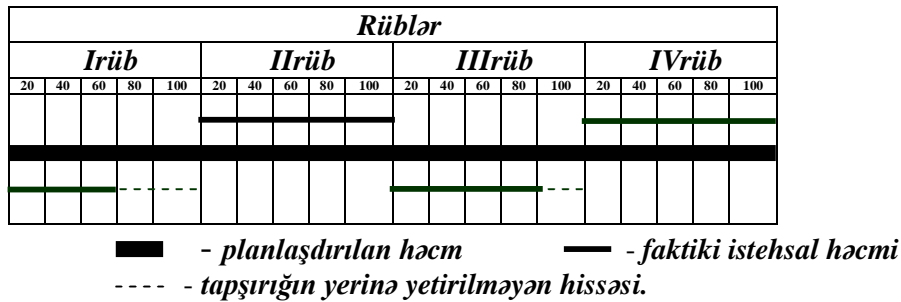 Rüblər
Irüb IIrüb IIIrüb IVrüb
20 40 60 80 100 20 40 60 80 100 20 40 60 80 100 20 40 60 80 100
- planlaşdırılan həcm - faktiki istehsal həcmi
- tapşırığın yerinə yetirilməyən hissəsi.